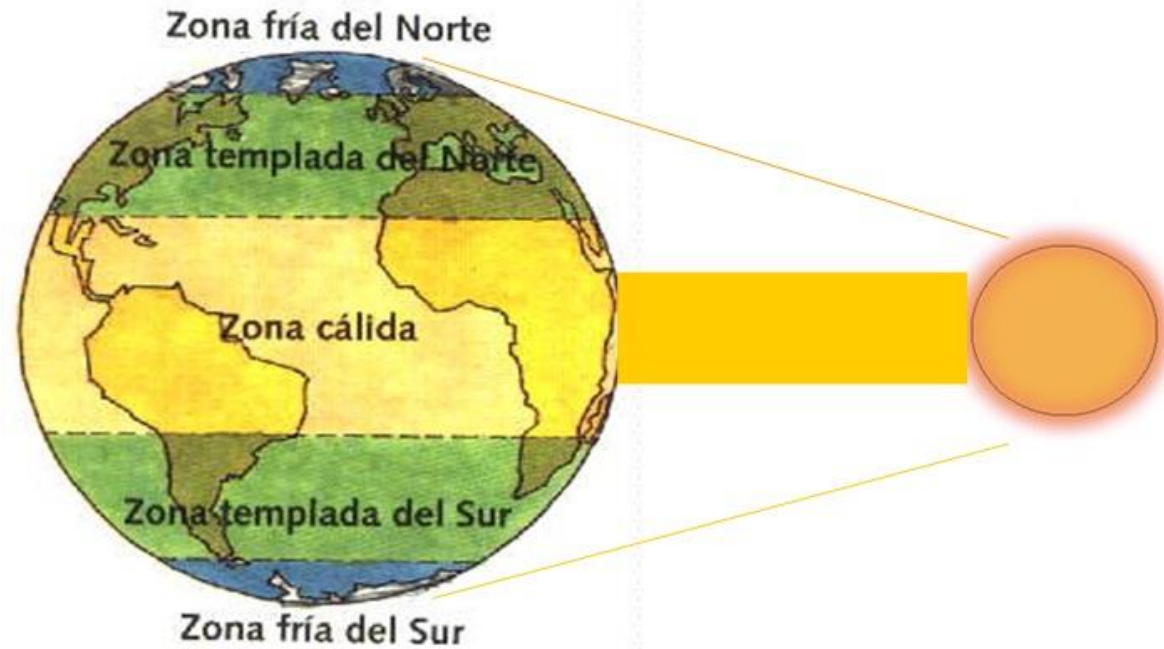 Zona fría del Norte
Zona templada del Norte
Zona cálida
Zona templada del Sur
Zona fría del Sur